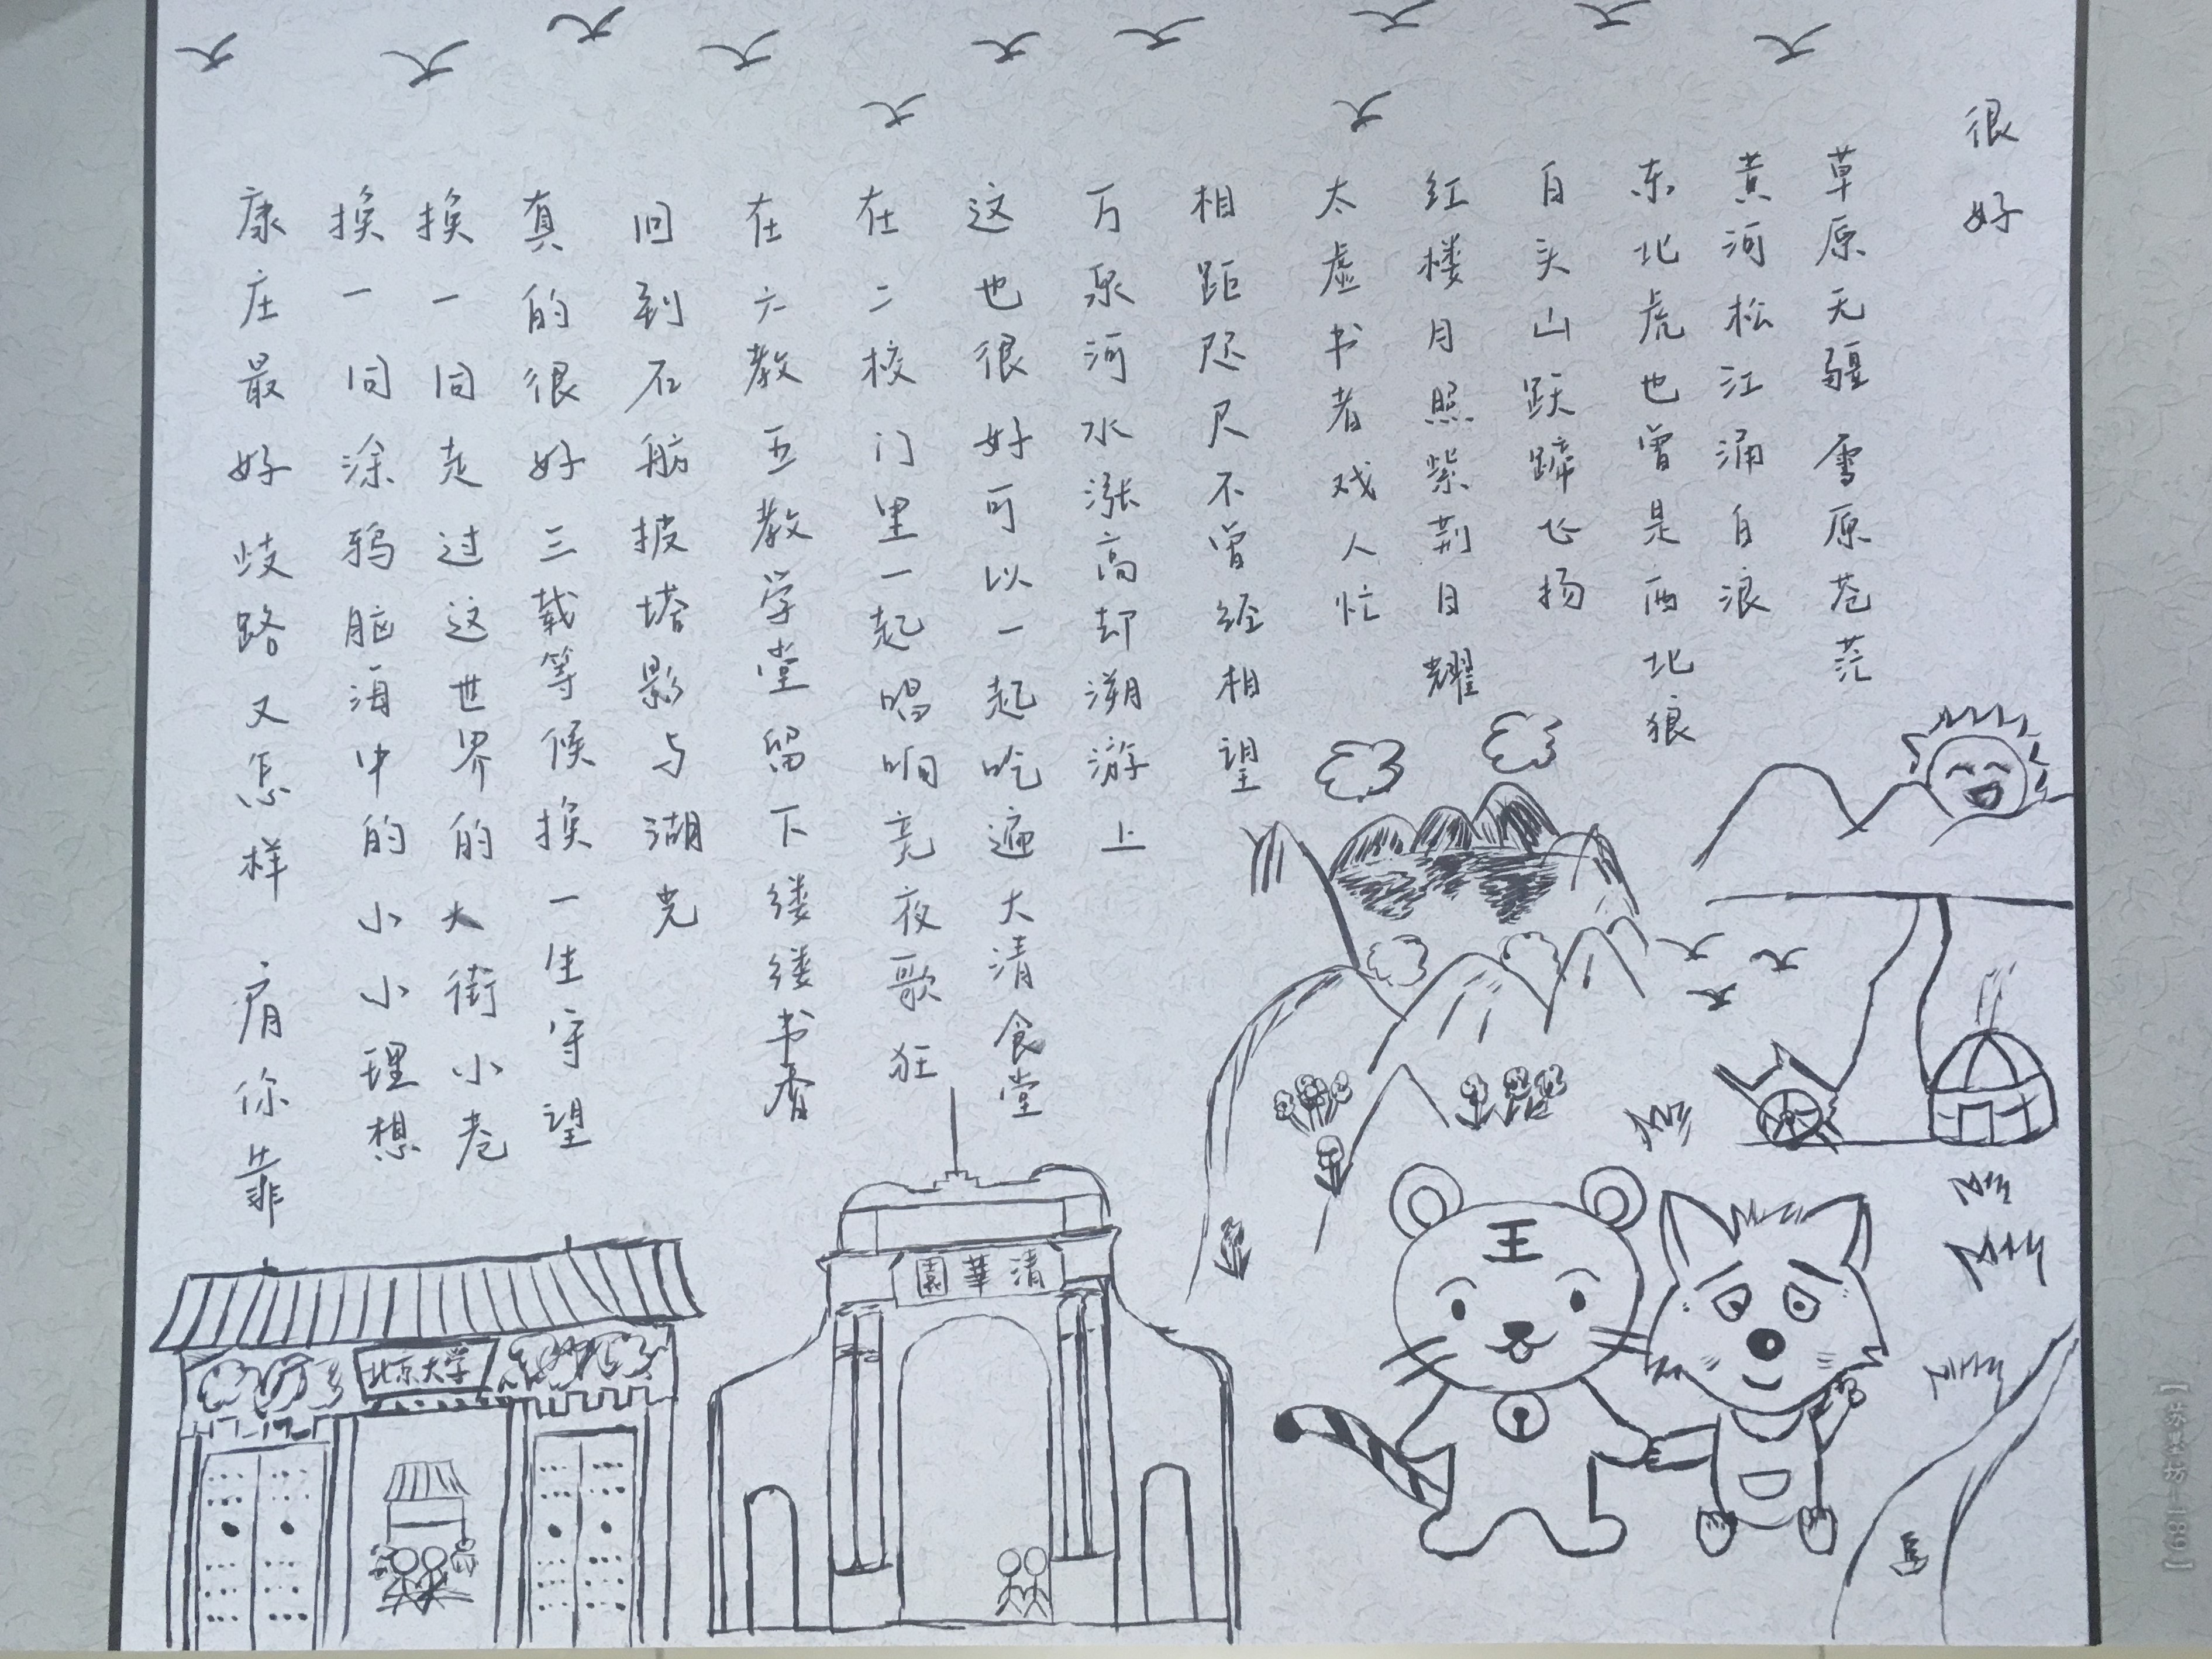 很好
草原无疆 雪原苍茫
黄河松江涌白浪
东北虎也曾是西北狼
白头山跃蹄飞扬
红楼月照紫荆日耀
太虚书者戏人忙
相距咫尺不曾经相望
万泉河水涨高却溯游上
这也很好可以一起吃遍大清食堂
在二校门里一起唱响亮夜歌狂
在六教五教学堂留下缕缕书香
回到石舫披塔影与湖光
真的很好三载等候换一生守望
换一回走过这世界的大街小巷
换一回涂鸦脑海中的小小理想
康庄最好歧路又怎样 肩你靠
王
清華園
北京大学
【苏墨坊-189】